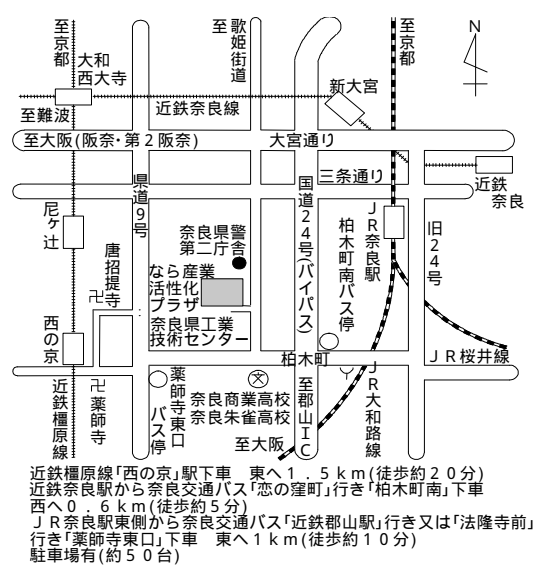 至京都
大和
西大寺
至難波
近鉄奈良線
至
歌姫街道
新大宮
至京都
N
至大阪(阪奈・第２阪奈)
大宮通り
三条通り
近鉄
奈良
県道９号
国道２４号(バイパス)
柏木町南バス停
ＪＲ奈良駅
旧２４号
尼ヶ辻
唐招提寺
卍
奈良県警
第二庁舎
なら産業
活性化
プラザ
奈良県工業
技術センター
西の京
柏木町
ＪＲ桜井線
近鉄橿原線
卍
薬師寺
薬師寺東口
バス停
文
奈良商業高校
奈良朱雀高校
至大阪
至郡山ＩＣ
ＪＲ大和路線
近鉄橿原線「西の京」駅下車　東へ１．５ｋｍ(徒歩約２０分)
近鉄奈良駅から奈良交通バス「恋の窪町」行き「柏木町南」下車
西へ０．６ｋｍ(徒歩約５分)
ＪＲ奈良駅東側から奈良交通バス「近鉄郡山駅」行き又は「法隆寺前」
行き「薬師寺東口」下車　東へ１ｋｍ(徒歩約１０分)
駐車場有(約５０台)